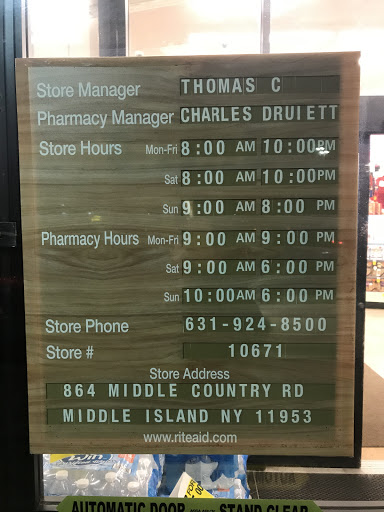 Store Manager THOMAS C
Pharmacy Manager CHARLES DRUIETT
Store Hours Mon-Fri 8:00 AM 10:00 PM
Sat 8:00 AM 10:00 PM
Sun 9:00 AM 8:00 PM
Pharmacy Hours Mon-Fri 9:00 AM 9:00 PM
Sat 9:00 AM 6:00 PM
Sun 10:00 AM 6:00 PM
Store Phone 631-924-8500
Store # 10671
Store Address
864 MIDDLE COUNTRY RD
MIDDLE ISLAND NY 11953
www.riteaid.com
AUTOMATIC DOOR STAND CLEAR